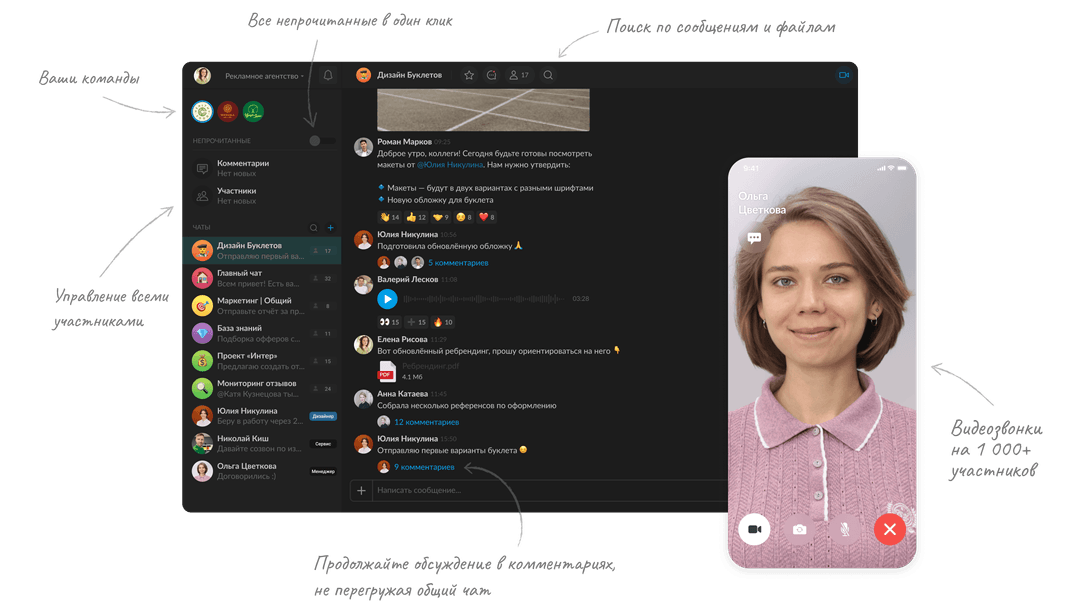 Все непрочитанные в один клик
Поиск по сообщениям и файлам
Ваши команды
Управление всеми
участниками
Рекламное агентство
НЕПРОЧИТАННЫЕ
Комментарии
Нет новых
Участники
Нет новых
ЧАТЫ
Дизайн Буклетов
Отправляю первый ва...
17
Главный чат
Всем привет! Есть ва...
32
Маркетинг | Общий
Отправьте отчёт за пр...
8
База знаний
Подборка офферов с...
11
Проект «Интер»
Предлагаю создать от...
15
Мониторинг отзывов
@Катя Кузнецова ты...
24
Юлия Никулина
Беру в работу через 2...
Дизайнер
Николай Киш
Давайте созвон по из...
Сервис
Ольга Цветкова
Договорились :)
Менеджер
Дизайн Буклетов
17
Роман Марков 09:25
Доброе утро, коллеги! Сегодня будьте готовы посмотреть
макеты от @Юлия Никулина. Нам нужно утвердить:
Макеты — будут в двух вариантах с разными шрифтами
Новую обложку для буклета
14 12 9 8 8
Юлия Никулина 10:56
Подготовила обновлённую обложку
5 комментариев
Валерий Лесков 11:08
03:28
15 15 10
Елена Рисова 11:29
Вот обновлённый ребрендинг, прошу ориентироваться на него
PDF
Ребрендинг.pdf
4.1 Мб
Анна Катаева 11:45
Собрала несколько референсов по оформлению
12 комментариев
Юлия Никулина 15:50
Отправляю первые варианты буклета
9 комментариев
Написать сообщение...
9:41
Ольга
Цветкова
Видеозвонки
на 1 000+
участников
Продолжайте обсуждение в комментариях,
не перегружая общий чат